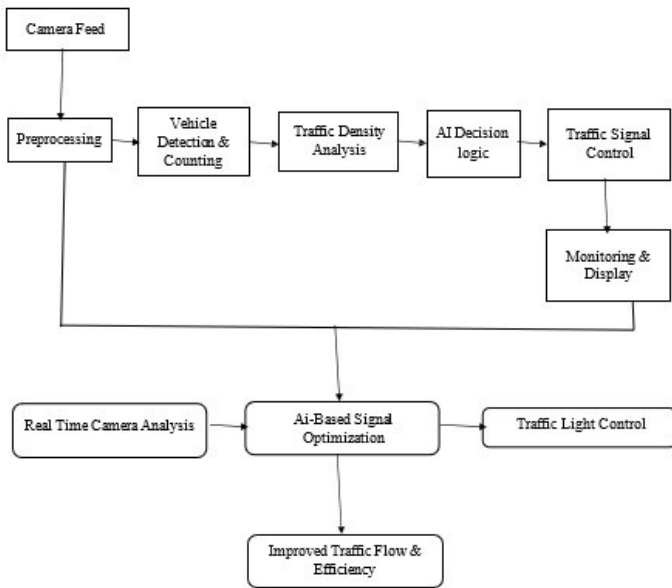 Camera Feed
Preprocessing
Vehicle
Detection &
Counting
Traffic Density
Analysis
AI Decision
logic
Traffic Signal
Control
Monitoring &
Display
Real Time Camera Analysis
Ai-Based Signal
Optimization
Traffic Light Control
Improved Traffic Flow &
Efficiency